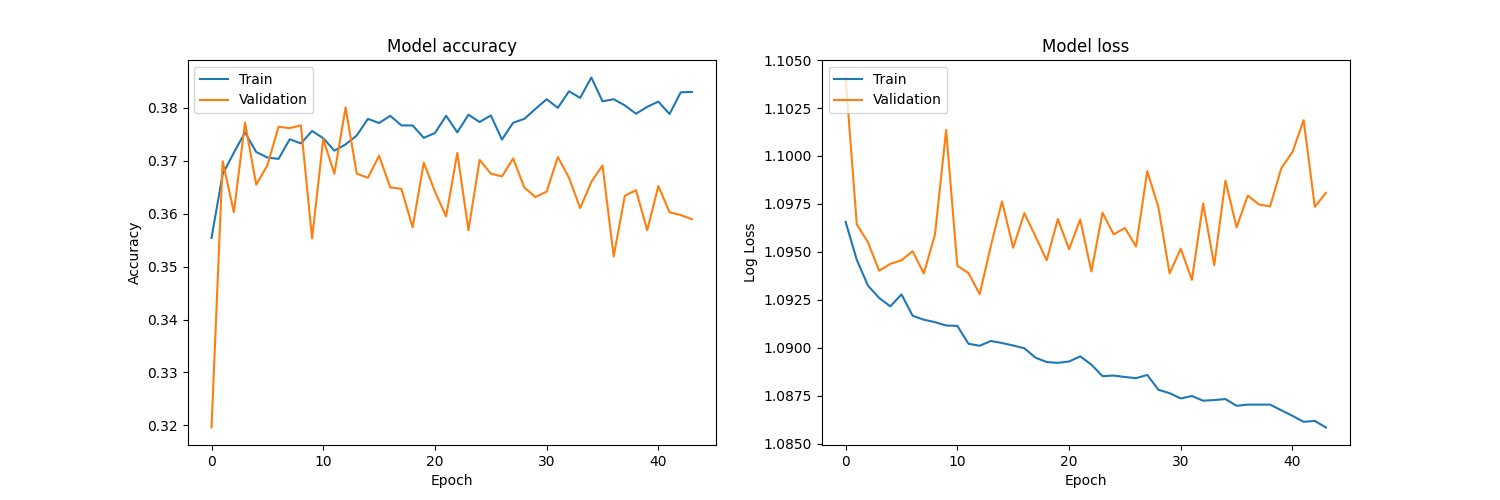 Model accuracy
Train
Validation
0.38
0.37
0.36
0.35
0.34
0.33
0.32
Accuracy
0
10
20
30
40
Epoch
Model loss
Train
Validation
1.1050
1.1025
1.1000
1.0975
1.0950
1.0925
1.0900
1.0875
1.0850
Log Loss
0
10
20
30
40
Epoch